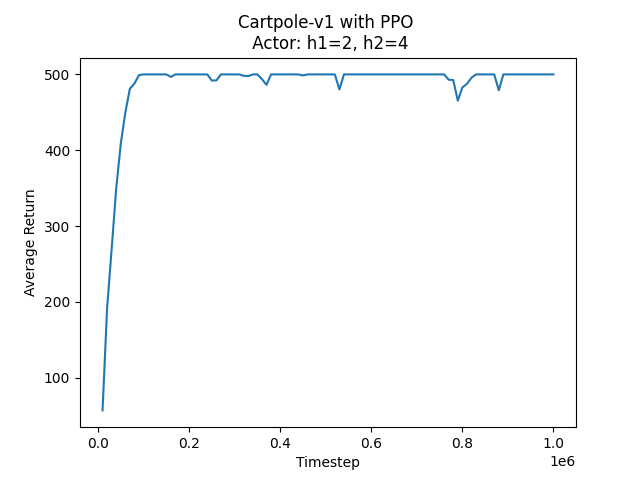 Cartpole-v1 with PPO
Actor: h1=2, h2=4
500
400
300
200
100
Average Return
0.0 0.2 0.4 0.6 0.8 1.0
1e6
Timestep